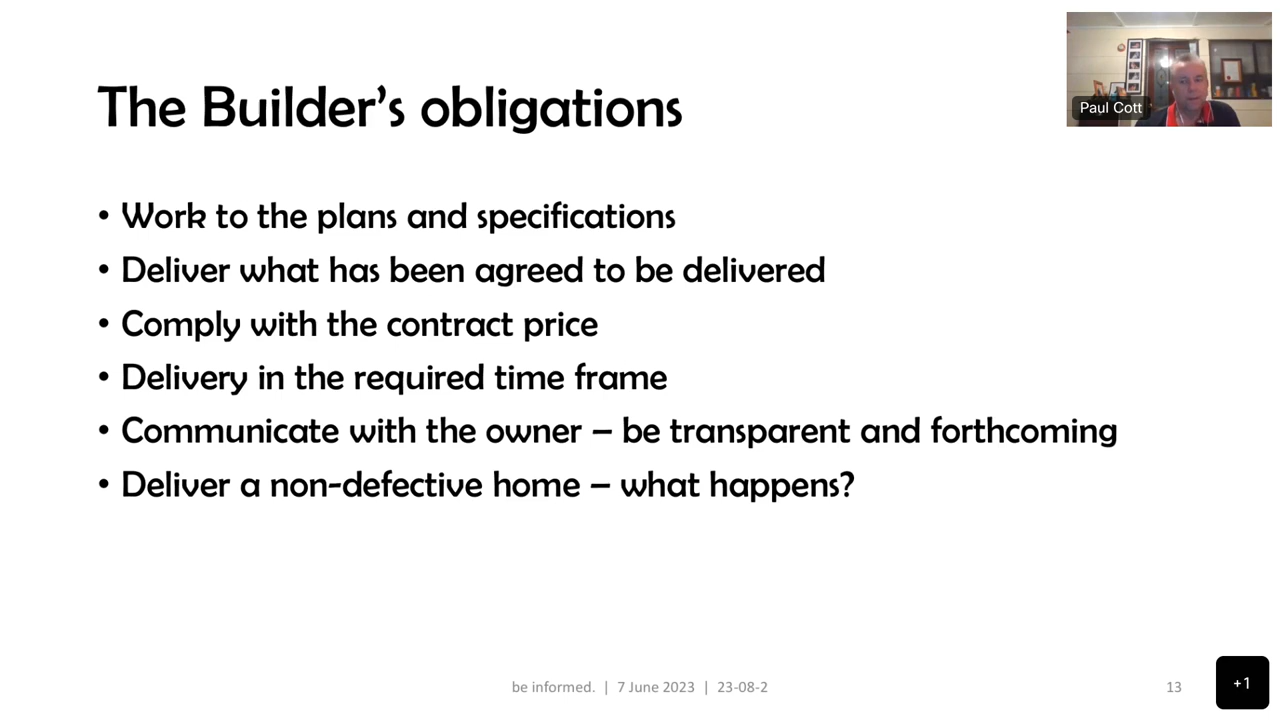 The Builder's obligations
Paul Cott
• Work to the plans and specifications
• Deliver what has been agreed to be delivered
• Comply with the contract price
• Delivery in the required time frame
• Communicate with the owner – be transparent and forthcoming
• Deliver a non-defective home – what happens?
be informed. | 7 June 2023 | 23-08-2
13
+1